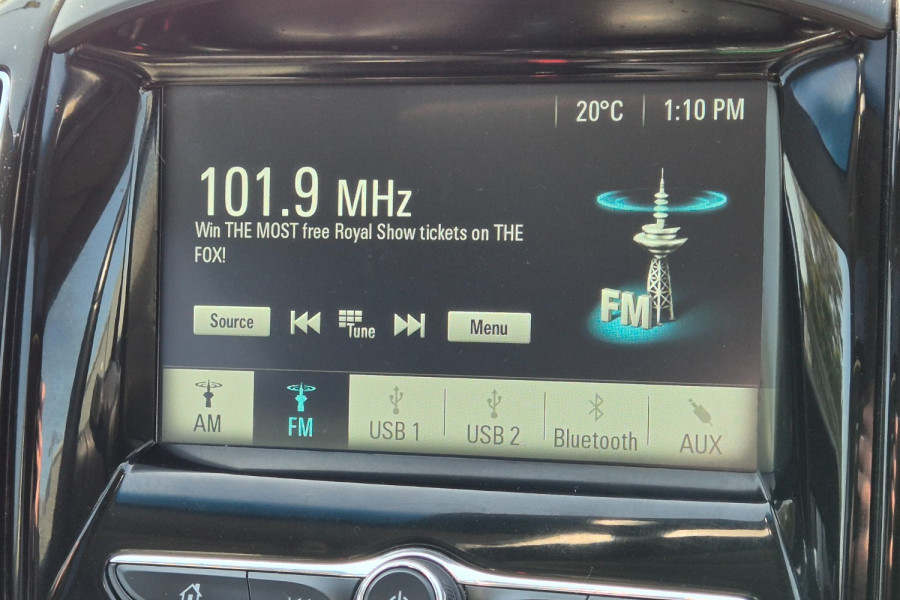 20°C 1:10 PM
101.9 MHz
Win THE MOST free Royal Show tickets on THE
FOX!
FM
Source Tune Menu
AM FM USB 1 USB 2 Bluetooth AUX